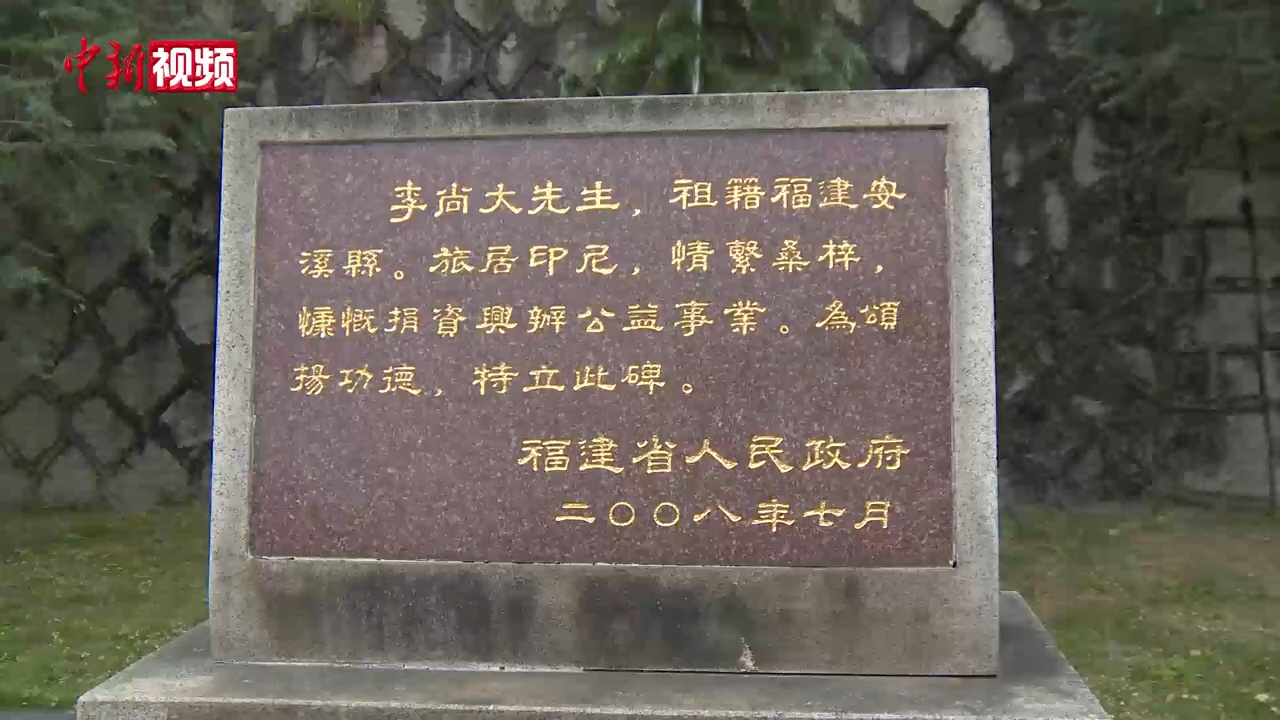 中新视频
李尚大先生，祖籍福建安
溪縣。旅居印尼，情繫桑梓，
慷慨捐資興辦公益事業。為頌
揚功德，特立此碑。
福建省人民政府
二〇〇八年七月